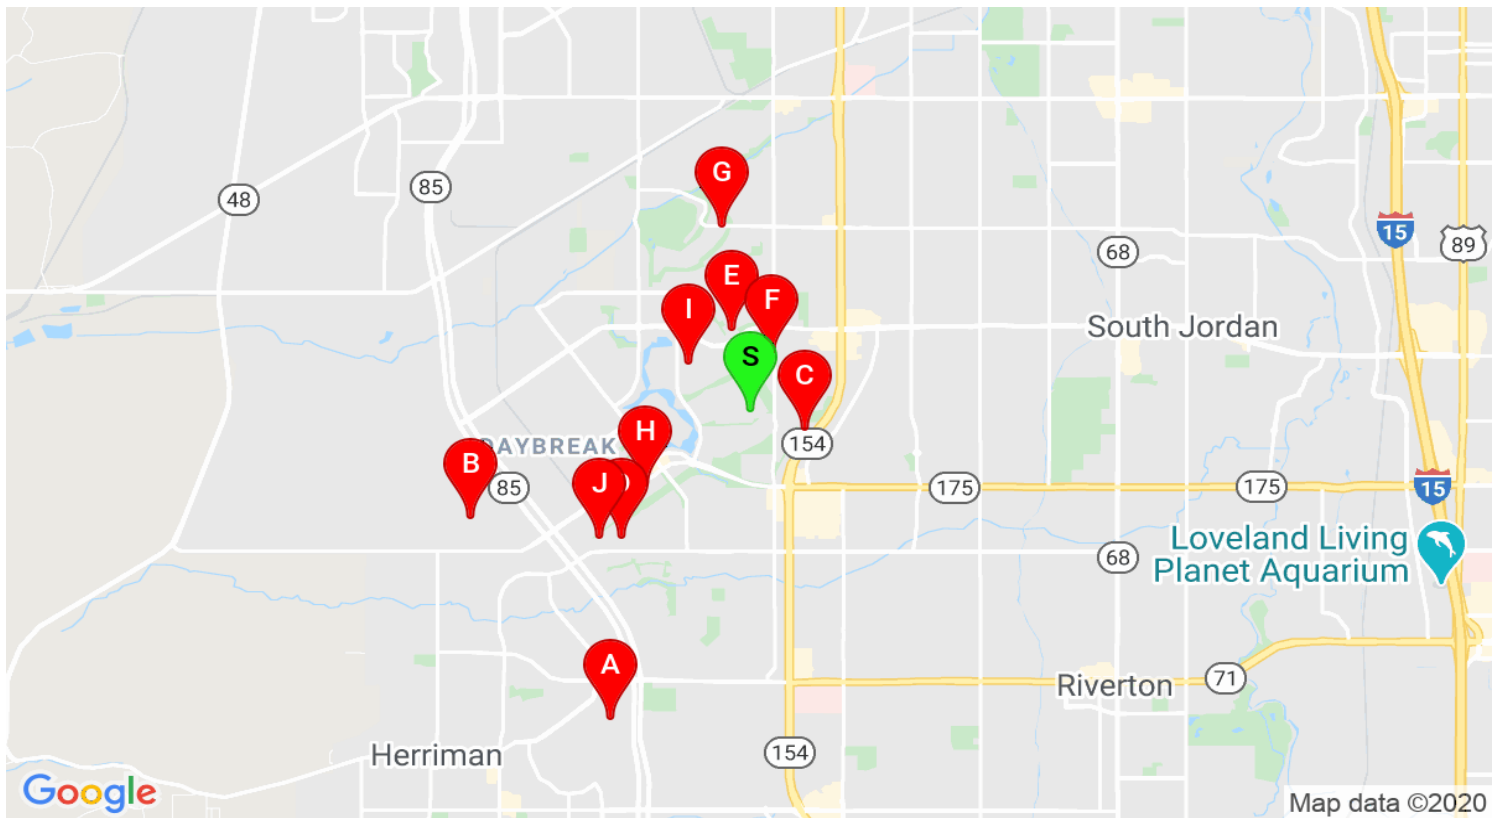 G
85
48
15
89
68
E
F
I
South Jordan
S
C
H
154
DAYBREAK
B
85
J
D
175
175
15
Loveland Living
Planet Aquarium
68
A
71
Riverton
154
Herriman
Google
Map data ©2020